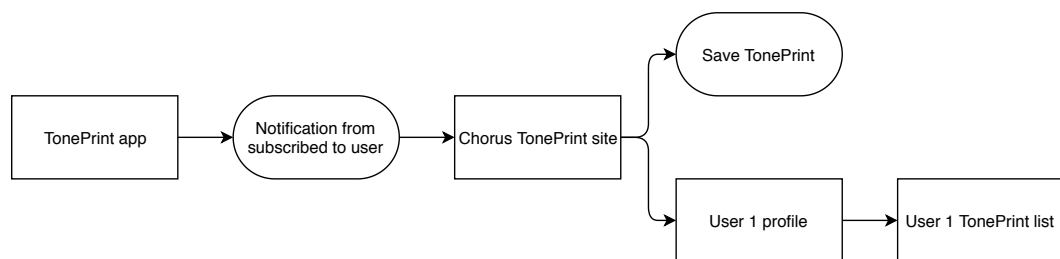 Save TonePrint
TonePrint app
Notification from
subscribed to user
Chorus TonePrint site
User 1 profile
User 1 TonePrint list